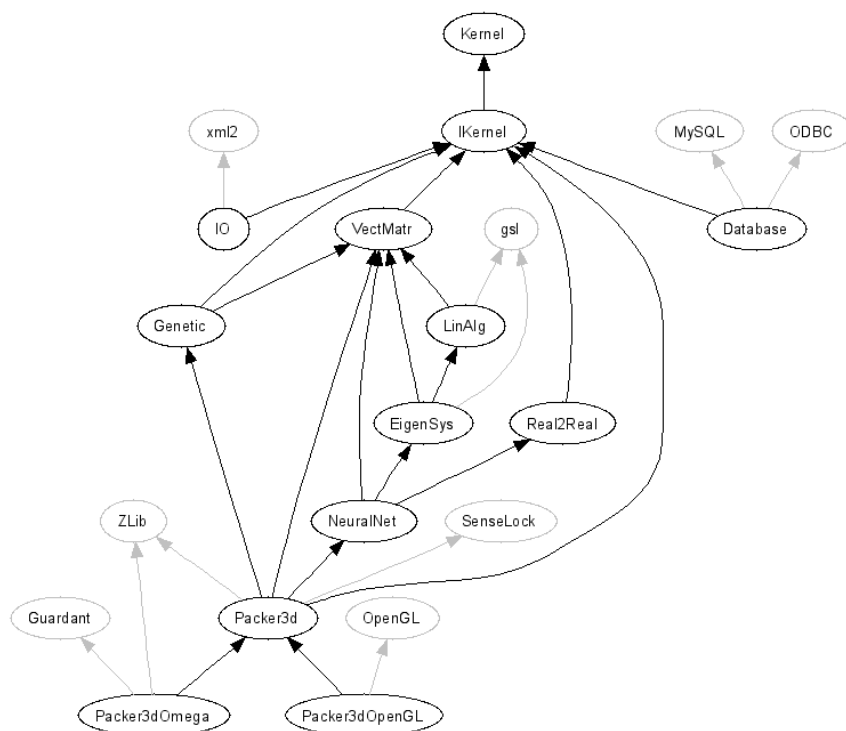 Kernel
xml2
IKernel
MySQL
ODBC
IO
VectMatr
gsl
Database
Genetic
LinAlg
EigenSys
Real2Real
ZLib
NeuralNet
SenseLock
Guardant
Packer3d
OpenGL
Packer3dOmega
Packer3dOpenGL